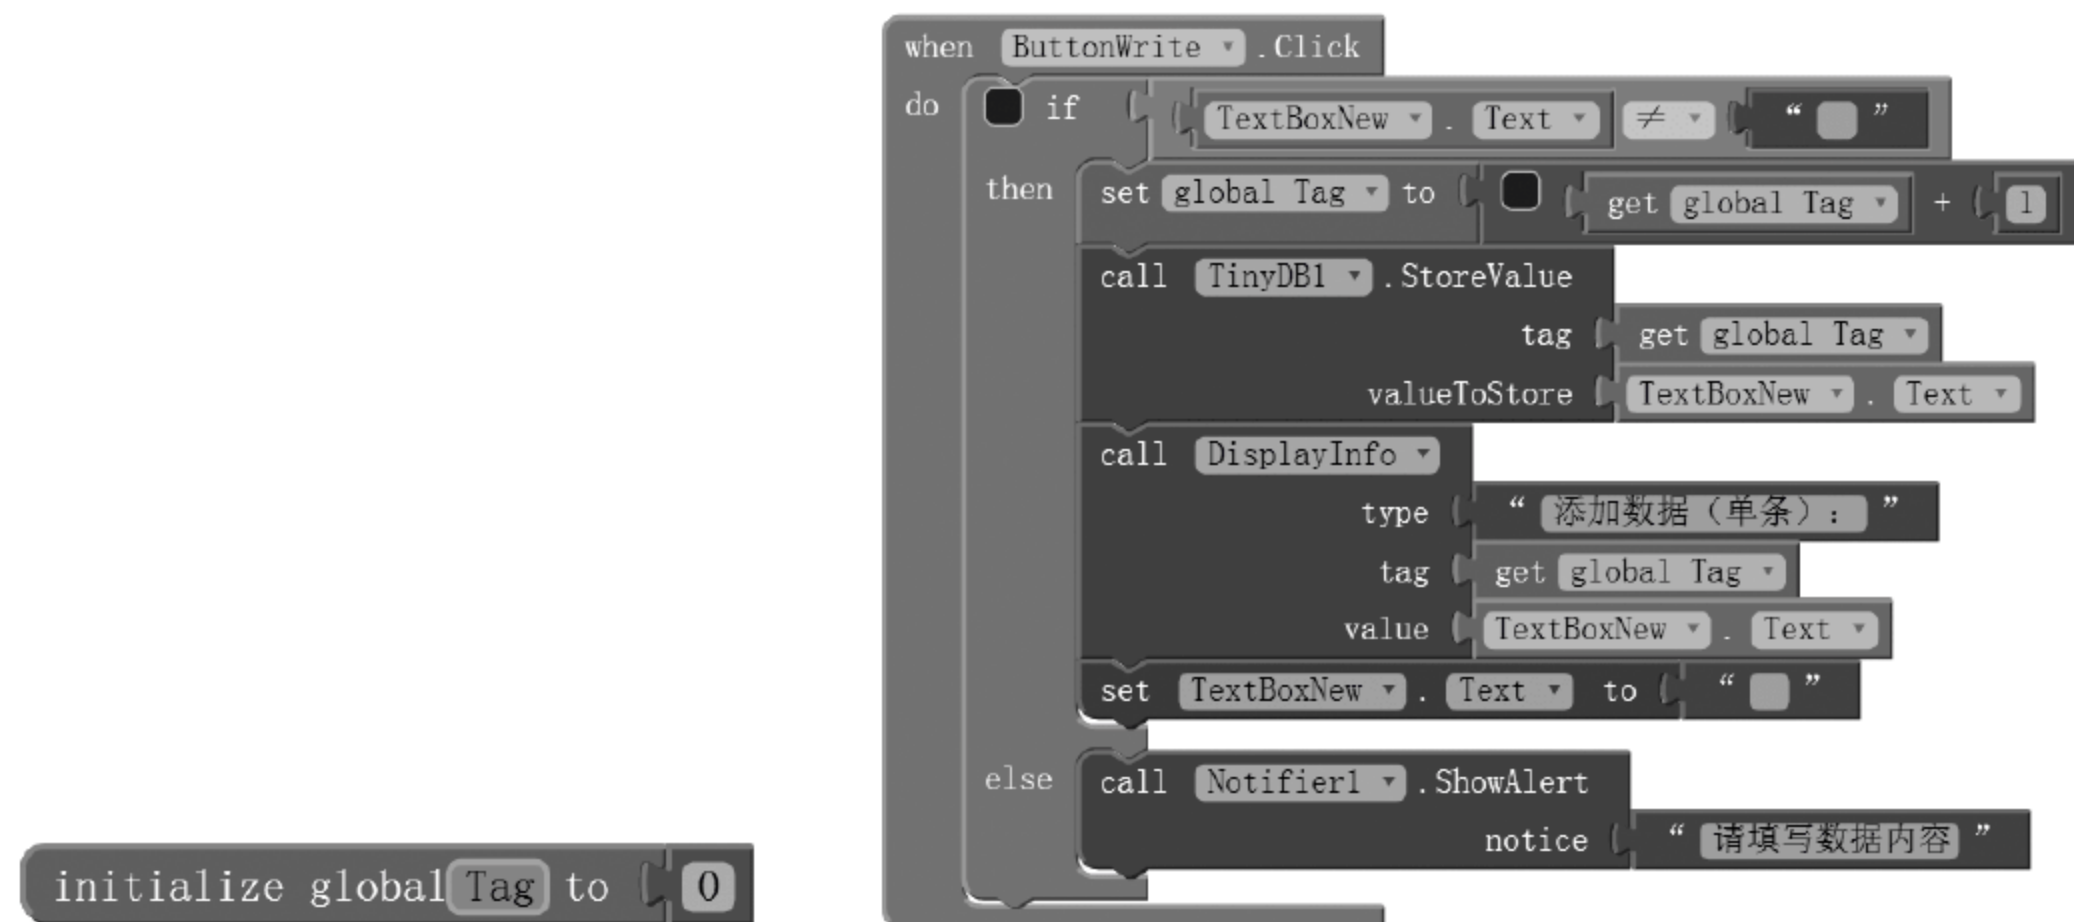 when ButtonWrite .Click
do if TextBoxNew . Text ≠ “ ”
then set global Tag to get global Tag + 1
call TinyDB1 .StoreValue
tag get global Tag
valueToStore TextBoxNew . Text
call DisplayInfo
type “ 添加数据（单条）： ”
tag get global Tag
value TextBoxNew . Text
set TextBoxNew . Text to “ ”
else call Notifier1 .ShowAlert
notice “ 请填写数据内容 ”
initialize global Tag to 0